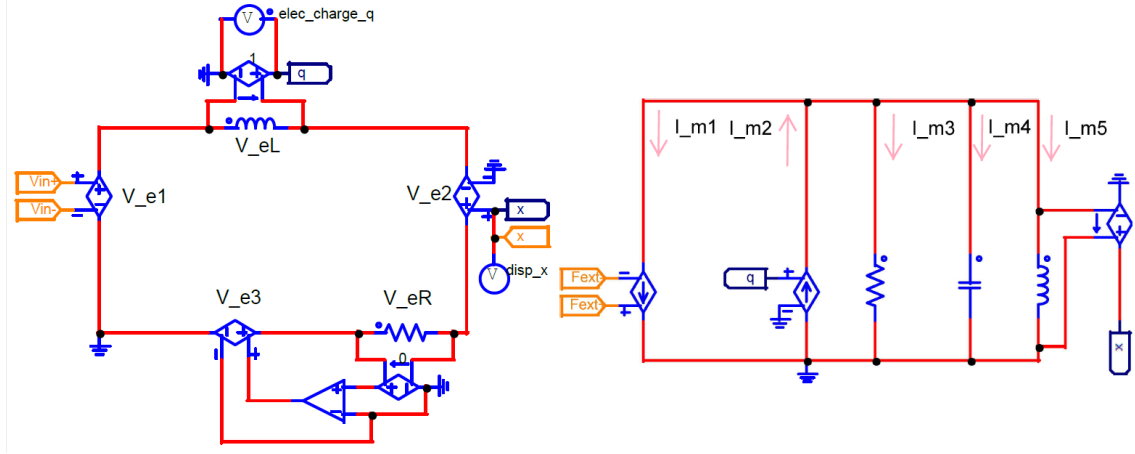 V
elec_charge_q
1
q
V_eL
Vin+
Vin-
V_e1
V_e2
x
x
V
disp_x
V_e3
V_eR
0
I_m1
I_m2
I_m3
I_m4
I_m5
Fext-
Fext+
q
x